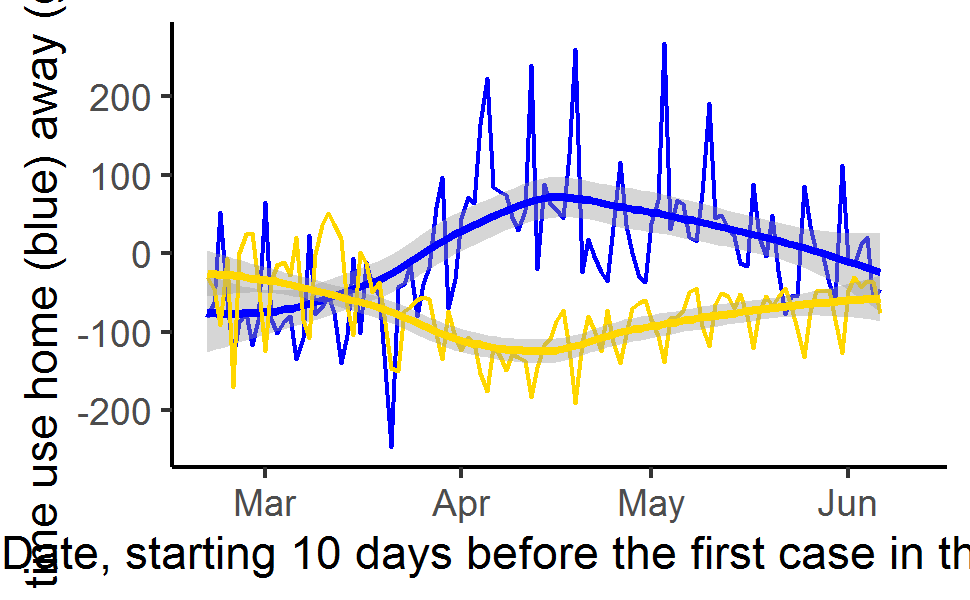 time use home (blue) away (
200
100
0
-100
-200
Mar Apr May Jun
Date, starting 10 days before the first case in th